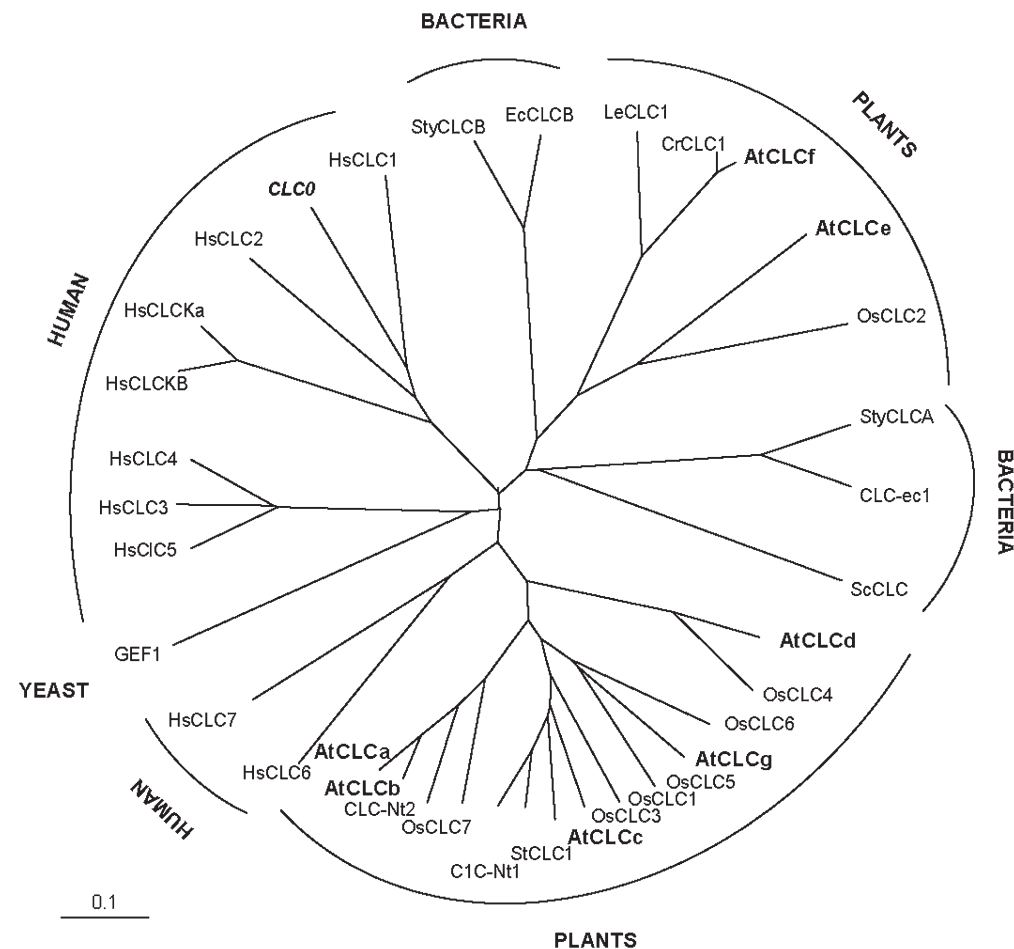 BACTERIA
EcCLCB
LeCLC1
StyCLCB
PLANTS
CrCLC1
AtCLCf
HsCLC1
CLC0
AtCLCe
HsCLC2
HUMAN
HsCLCKa
OsCLC2
HsCLCKB
StyCLCA
HsCLC4
BACTERIA
CLC-ec1
HsCLC3
HsClC5
ScCLC
AtCLCd
GEF1
YEAST
OsCLC4
HsCLC7
OsCLC6
AtCLCa
AtCLCg
HsCLC6
OsCLC5
AtCLCb
OsCLC1
CLC-Nt2
HUMAN
OsCLC3
OsCLC7
AtCLCc
StCLC1
C1C-Nt1
0.1
PLANTS